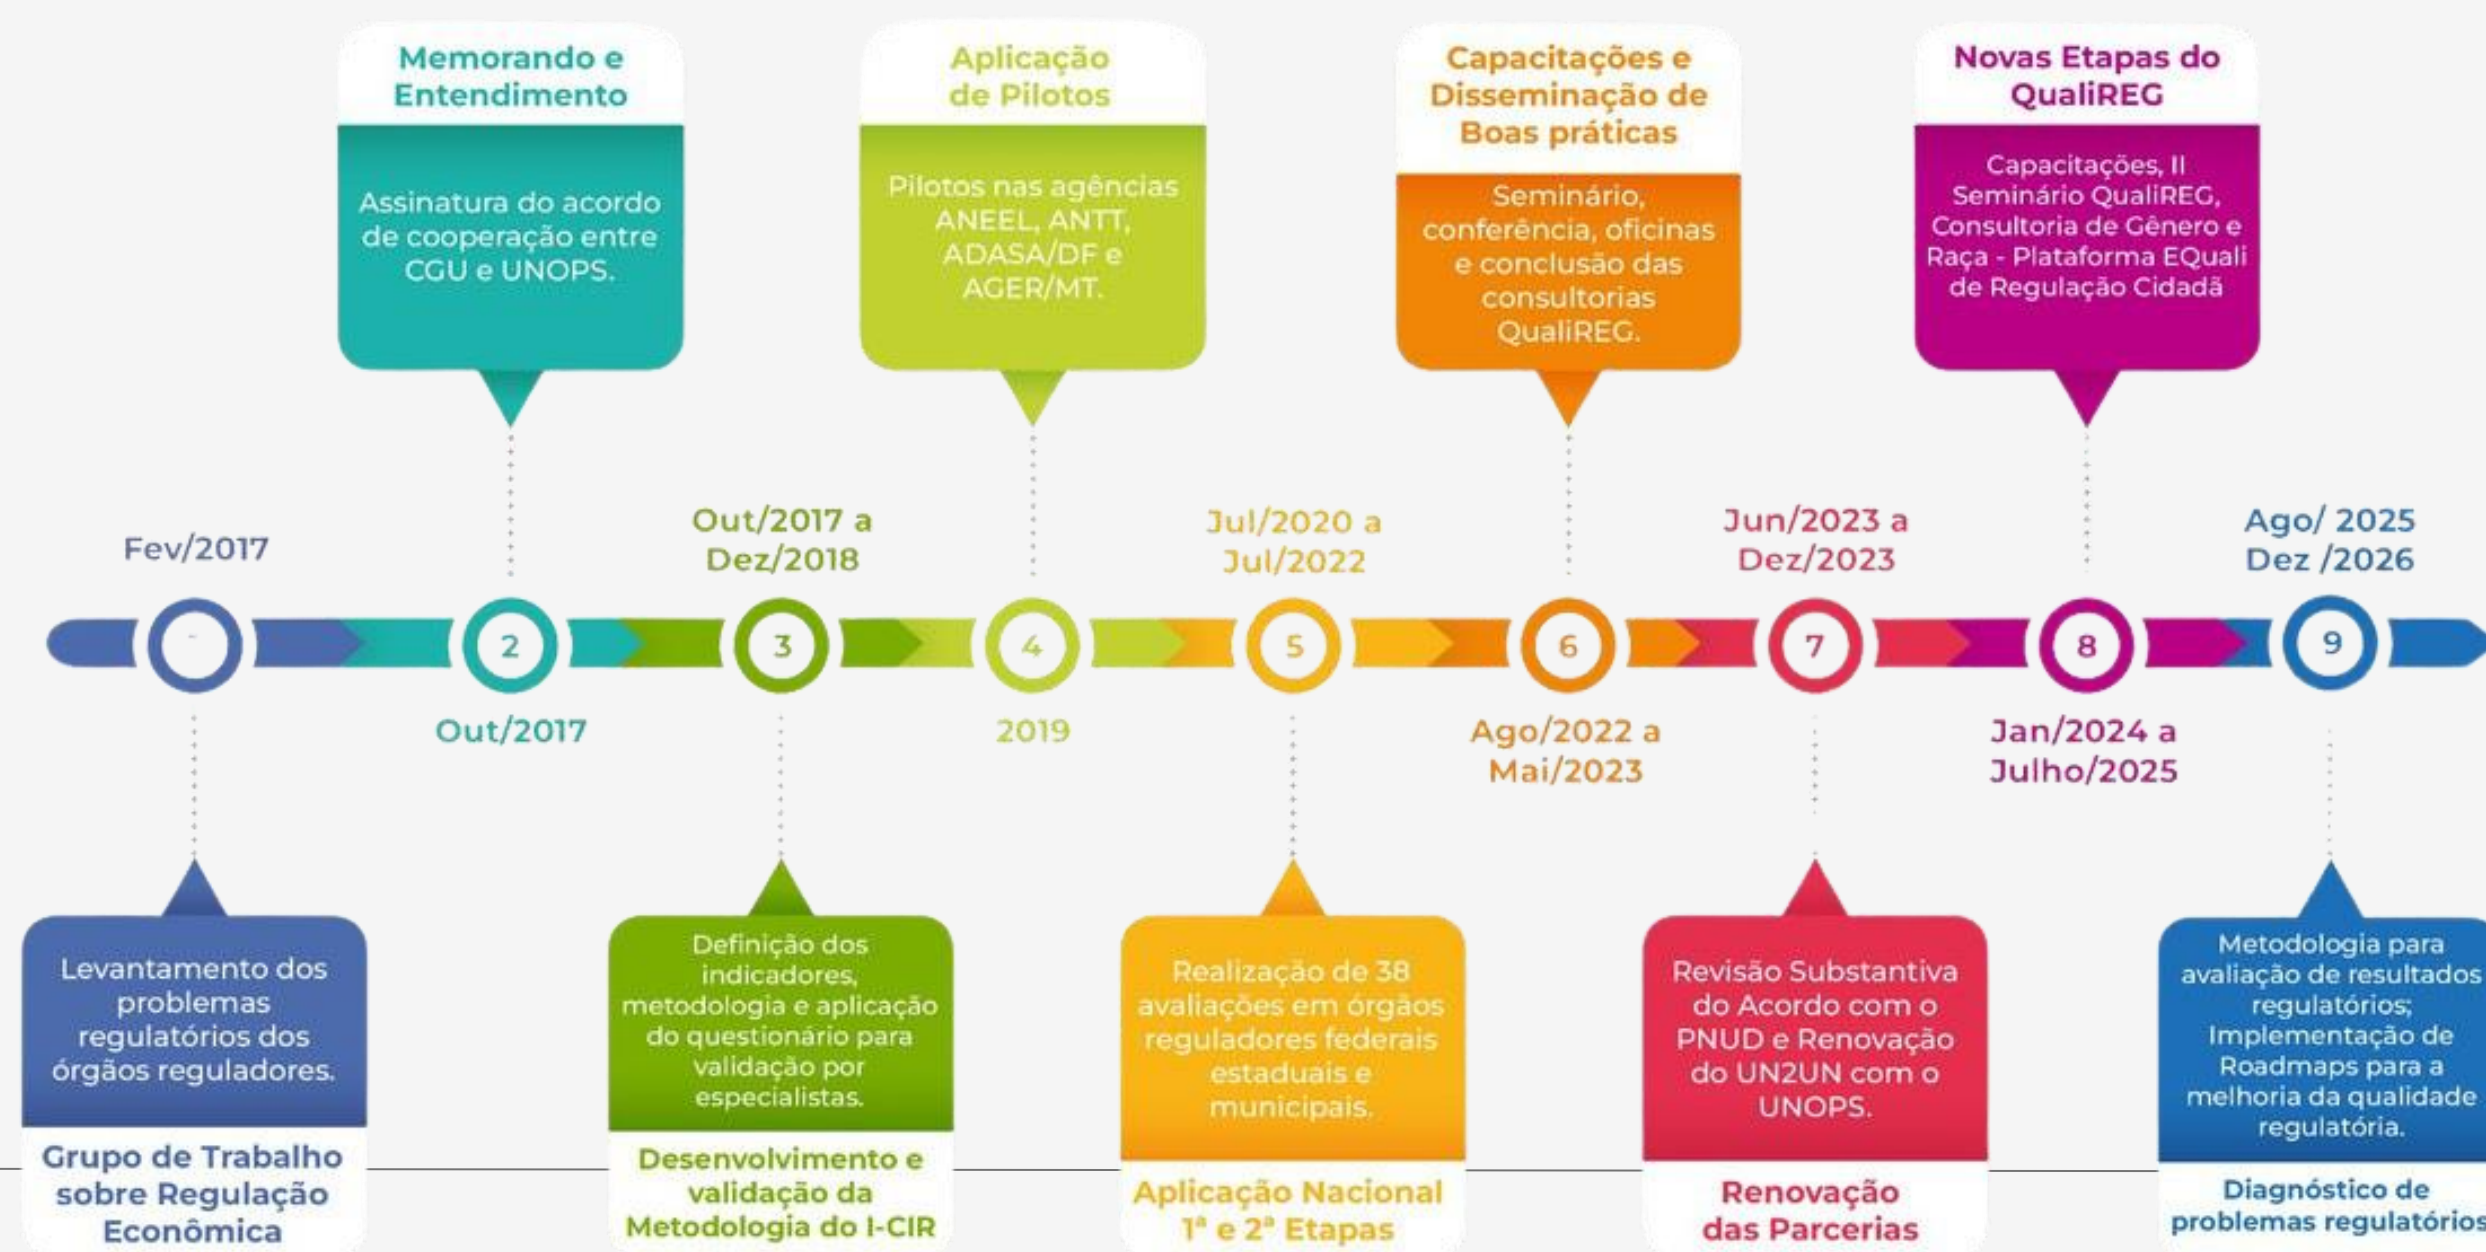 Memorando e
Entendimento
Assinatura do acordo
de cooperação entre
CGU e UNOPS.
Aplicação
de Pilotos
Pilotos nas agências
ANEEL, ANTT,
ADASA/DF e
AGER/MT.
Capacitações e
Disseminação de
Boas práticas
Seminário,
conferência, oficinas
e conclusão das
consultorias
QualiREG.
Novas Etapas do
QualiREG
Capacitações, II
Seminário QualiREG,
Consultoria de Gênero e
Raça - Plataforma EQuali
de Regulação Cidadã
Fev/2017
Out/2017 a
Dez/2018
Jul/2020 a
Jul/2022
Jun/2023 a
Dez/2023
Ago/ 2025
Dez /2026
2
3
4
5
6
7
8
9
Out/2017
2019
Ago/2022 a
Mai/2023
Jan/2024 a
Julho/2025
Levantamento dos
problemas
regulatórios dos
órgãos reguladores.
Grupo de Trabalho
sobre Regulação
Econômica
Definição dos
indicadores,
metodologia e aplicação
do questionário para
validação por
especialistas.
Desenvolvimento e
validação da
Metodologia do I-CIR
Realização de 38
avaliações em órgãos
reguladores federais
estaduais e
municipais.
Aplicação Nacional
1ª e 2ª Etapas
Revisão Substantiva
do Acordo com o
PNUD e Renovação
do UN2UN com o
UNOPS.
Renovação
das Parcerias
Metodologia para
avaliação de resultados
regulatórios;
Implementação de
Roadmaps para a
melhoria da qualidade
regulatória.
Diagnóstico de
problemas regulatórios